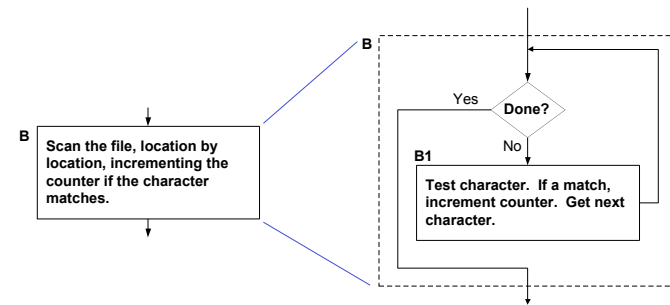 B
Scan the file, location by
location, incrementing the
counter if the character
matches.
B
Done?
Yes
No
B1
Test character.  If a match,
increment counter.  Get next
character.